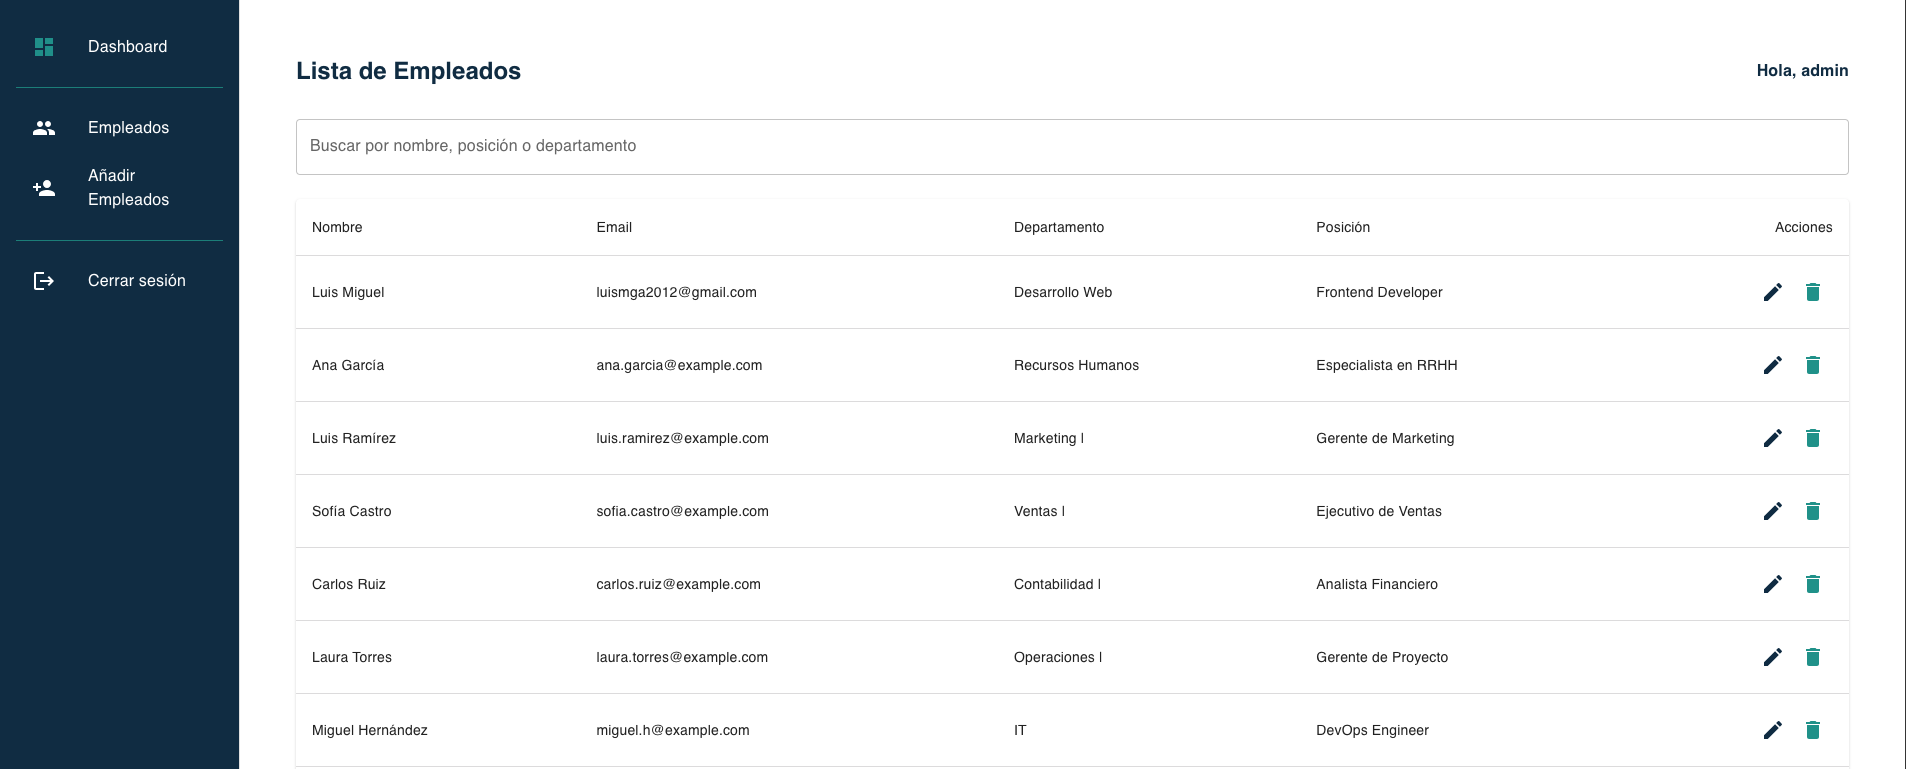 Dashboard
Empleados
Añadir
Empleados
Cerrar sesión
Lista de Empleados
Hola, admin
Buscar por nombre, posición o departamento
Nombre Email Departamento Posición Acciones
Luis Miguel luismga2012@gmail.com Desarrollo Web Frontend Developer
Ana García ana.garcia@example.com Recursos Humanos Especialista en RRHH
Luis Ramírez luis.ramirez@example.com Marketing l Gerente de Marketing
Sofía Castro sofia.castro@example.com Ventas l Ejecutivo de Ventas
Carlos Ruiz carlos.ruiz@example.com Contabilidad l Analista Financiero
Laura Torres laura.torres@example.com Operaciones l Gerente de Proyecto
Miguel Hernández miguel.h@example.com IT DevOps Engineer